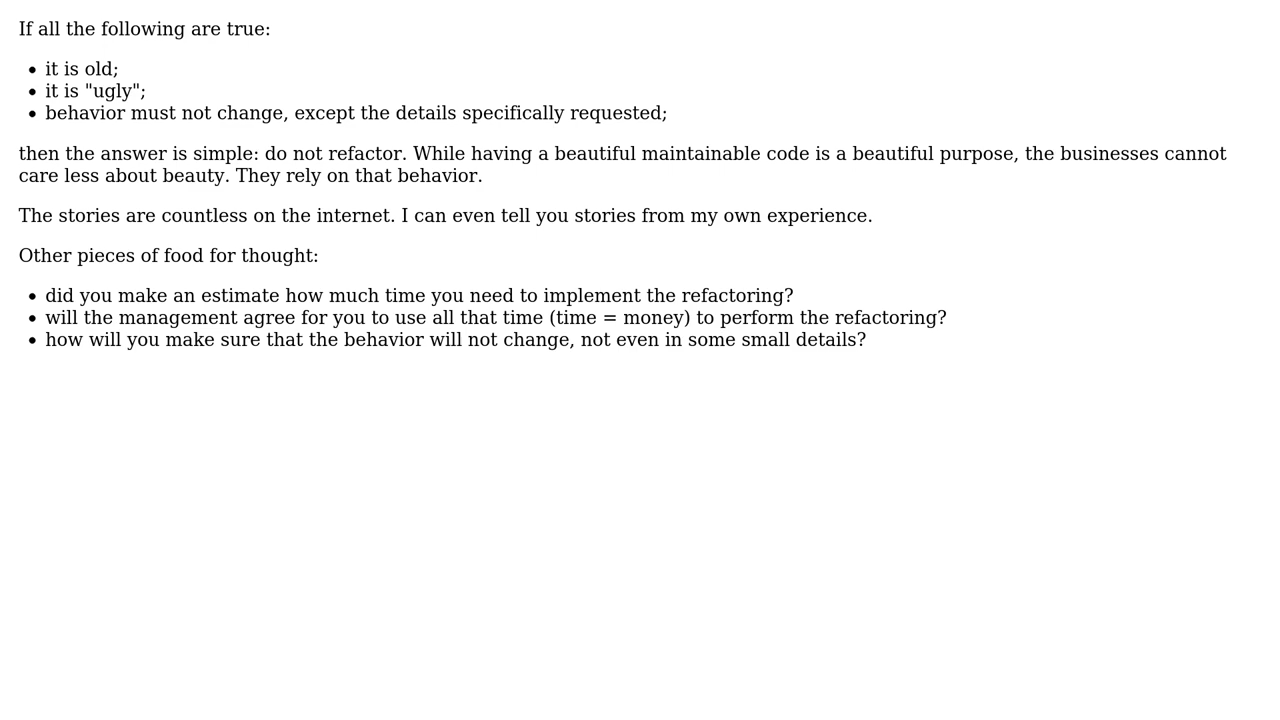 If all the following are true:
• it is old;
• it is "ugly";
• behavior must not change, except the details specifically requested;
then the answer is simple: do not refactor. While having a beautiful maintainable code is a beautiful purpose, the businesses cannot
care less about beauty. They rely on that behavior.
The stories are countless on the internet. I can even tell you stories from my own experience.
Other pieces of food for thought:
• did you make an estimate how much time you need to implement the refactoring?
• will the management agree for you to use all that time (time = money) to perform the refactoring?
• how will you make sure that the behavior will not change, not even in some small details?